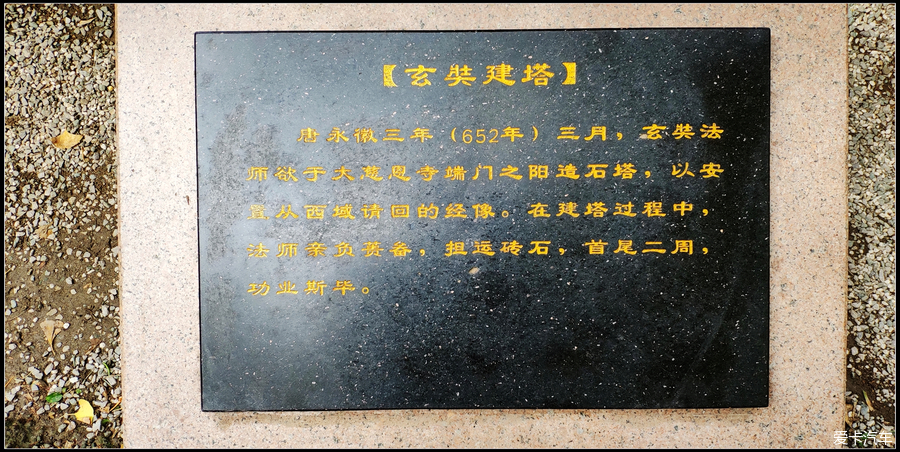 【玄奘建塔】
唐永徽三年(652年)三月，玄奘法
师欲于大慈恩寺端门之阳造石塔，以安
置从西域请回的经像。在建塔过程中，
法师亲负蒉畚，担运砖石，首尾二周，
功业斯毕。
爱卡汽车